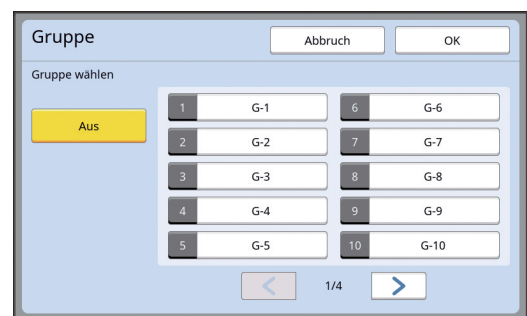 Gruppe
Abbruch
OK
Gruppe wählen
Aus
1 G-1
6 G-6
2 G-2
7 G-7
3 G-3
8 G-8
4 G-4
9 G-9
5 G-5
10 G-10
1/4